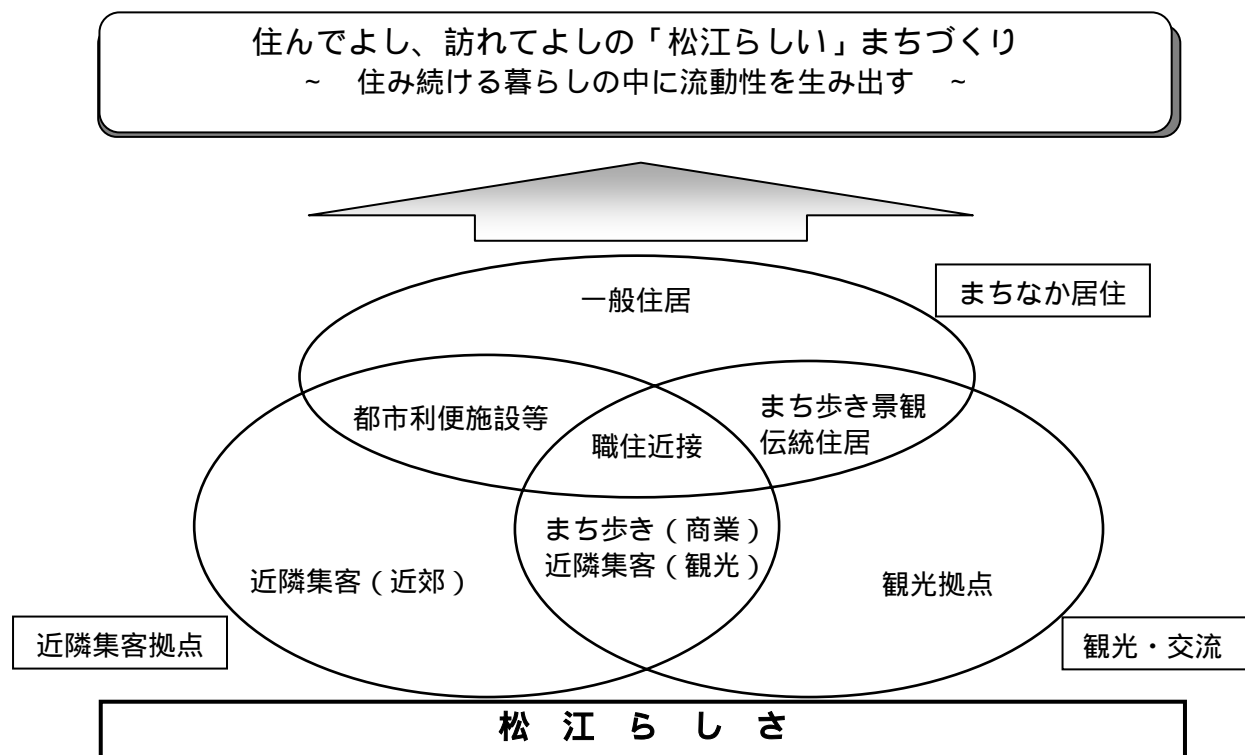 住んでよし、訪れてよしの「松江らしい」まちづくり
~ 住み続ける暮らしの中に流動性を生み出す ~
一般住居
まちなか居住
都市利便施設等
職住近接
まち歩き景観
伝統住居
まち歩き（商業）
近隣集客（観光）
近隣集客（近郊）
観光拠点
近隣集客拠点
観光・交流
松 江 ら し さ